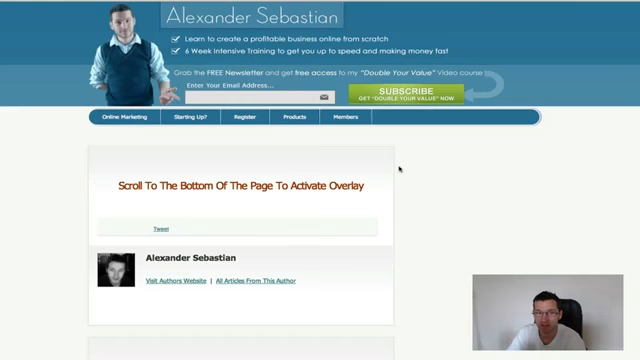 Alexander Sebastian
Learn to create a profitable business online from scratch
6 Week Intensive Training to get you up to speed and making money fast
Grab the FREE Newsletter and get free access to my "Double Your Value" Video course
Enter Your Email Address...
SUBSCRIBE
GET "DOUBLE YOUR VALUE" NOW
Online Marketing Starting Up? Register Products Members
Scroll To The Bottom Of The Page To Activate Overlay
Tweet
Alexander Sebastian
Visit Authors Website | All Articles From This Author